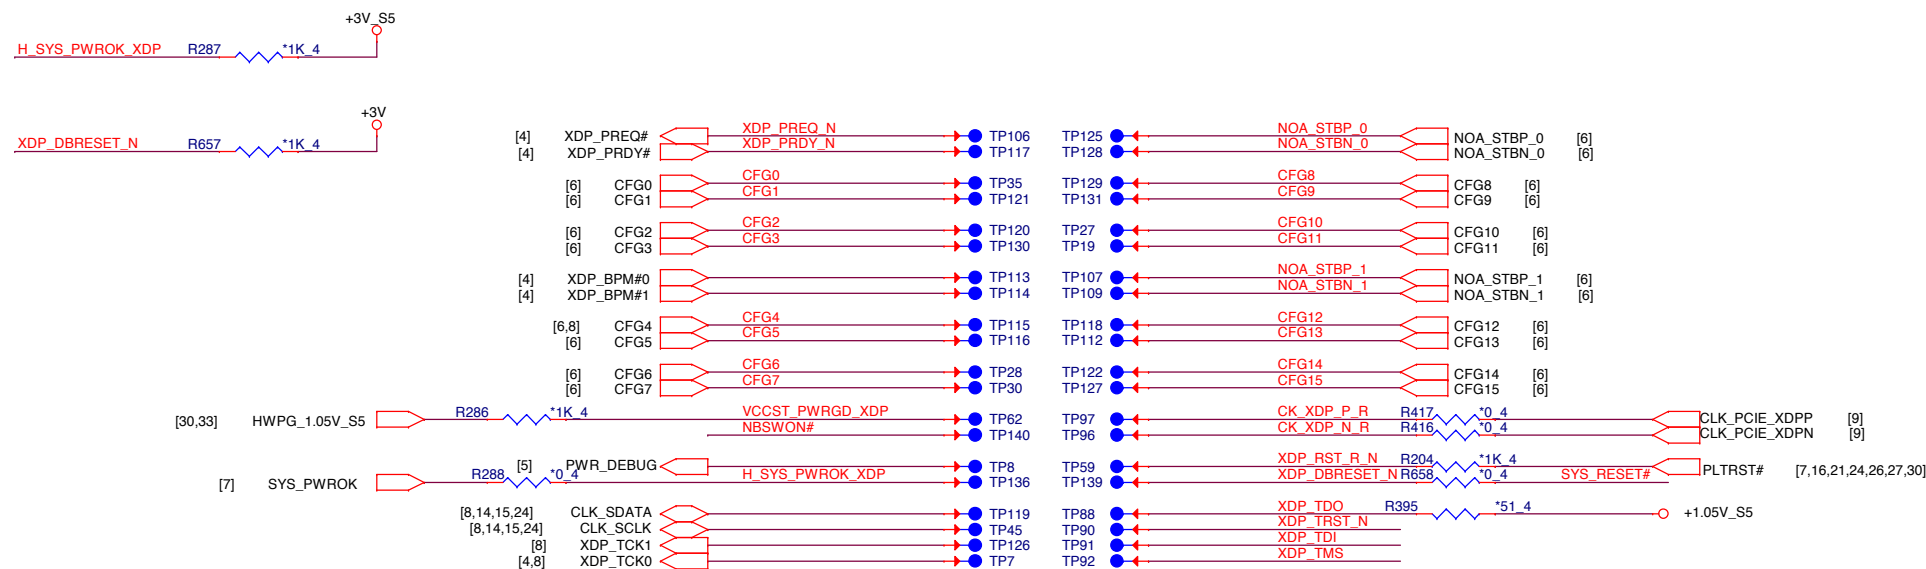 +3V_S5
H_SYS_PWROK_XDP R287 *1K_4
+3V
XDP_DBRESET_N R657 *1K_4
[4] XDP_PREQ# XDP_PREQ_N TP106 TP125 NOA_STBP_0 NOA_STBP_0 [6]
[4] XDP_PRDY# XDP_PRDY_N TP117 TP128 NOA_STBN_0 NOA_STBN_0 [6]
[6] CFG0 CFG0 TP35 TP129 CFG8 CFG8 [6]
[6] CFG1 CFG1 TP121 TP131 CFG9 CFG9 [6]
[6] CFG2 CFG2 TP120 TP27 CFG10 CFG10 [6]
[6] CFG3 CFG3 TP130 TP19 CFG11 CFG11 [6]
[4] XDP_BPM#0 TP113 TP107 NOA_STBP_1 NOA_STBP_1 [6]
[4] XDP_BPM#1 TP114 TP109 NOA_STBN_1 NOA_STBN_1 [6]
[6,8] CFG4 CFG4 TP115 TP118 CFG12 CFG12 [6]
[6] CFG5 CFG5 TP116 TP112 CFG13 CFG13 [6]
[6] CFG6 CFG6 TP28 TP122 CFG14 CFG14 [6]
[6] CFG7 CFG7 TP30 TP127 CFG15 CFG15 [6]
[30,33] HWPG_1.05V_S5 R286 *1K_4 VCCST_PWRGD_XDP TP62 TP97 CK_XDP_P_R R417 *0_4 CLK_PCIE_XDPP [9]
NBSWON# TP140 TP96 CK_XDP_N_R R416 *0_4 CLK_PCIE_XDPN [9]
[5] PWR_DEBUG TP8 TP59 XDP_RST_R_N R204 *1K_4 PLTRST# [7,16,21,24,26,27,30]
[7] SYS_PWROK R288 *0_4 H_SYS_PWROK_XDP TP136 TP139 XDP_DBRESET_N R658 *0_4 SYS_RESET#
[8,14,15,24] CLK_SDATA TP119 TP88 XDP_TDO R395 *51_4 +1.05V_S5
[8,14,15,24] CLK_SCLK TP45 TP90 XDP_TRST_N
[8] XDP_TCK1 TP126 TP91 XDP_TDI
[4,8] XDP_TCK0 TP7 TP92 XDP_TMS